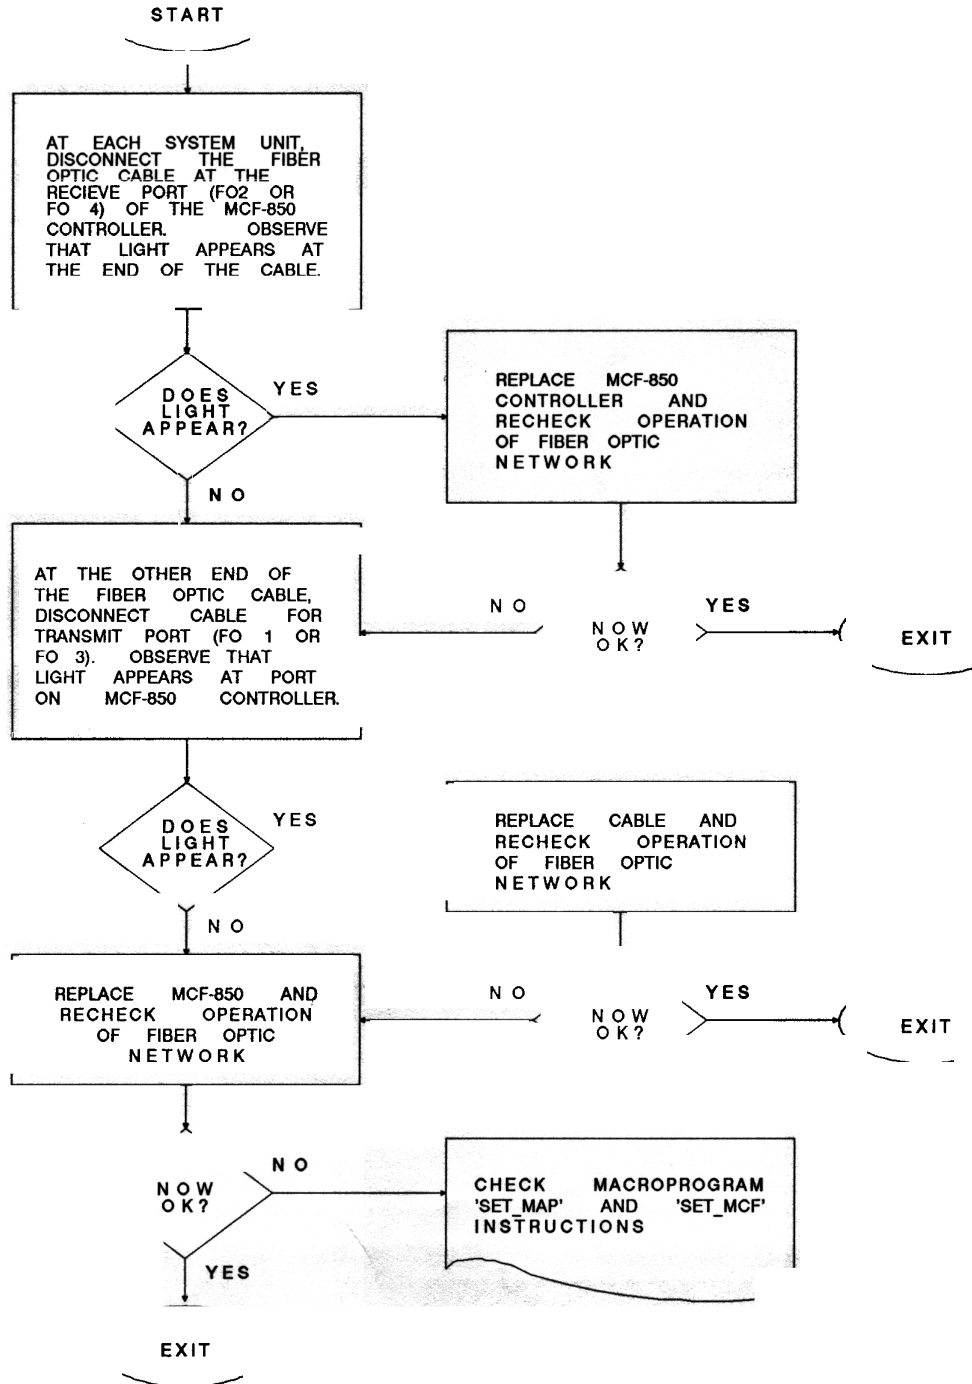 START
AT EACH SYSTEM UNIT,
DISCONNECT THE FIBER
OPTIC CABLE AT THE
RECIEVE PORT (FO2 OR
FO 4) OF THE MCF-850
CONTROLLER. OBSERVE
THAT LIGHT APPEARS AT
THE END OF THE CABLE.
DOES
LIGHT
APPEAR?
YES
NO
REPLACE MCF-850
CONTROLLER AND
RECHECK OPERATION
OF FIBER OPTIC
NETWORK
AT THE OTHER END OF
THE FIBER OPTIC CABLE,
DISCONNECT CABLE FOR
TRANSMIT PORT (FO 1 OR
FO 3). OBSERVE THAT
LIGHT APPEARS AT PORT
ON MCF-850 CONTROLLER.
NO
NOW
OK?
YES
EXIT
DOES
LIGHT
APPEAR?
YES
NO
REPLACE CABLE AND
RECHECK OPERATION
OF FIBER OPTIC
NETWORK
REPLACE MCF-850 AND
RECHECK OPERATION
OF FIBER OPTIC
NETWORK
NO
NOW
OK?
YES
EXIT
NOW
OK?
NO
YES
CHECK MACROPROGRAM
'SET_MAP' AND 'SET_MCF'
INSTRUCTIONS
EXIT